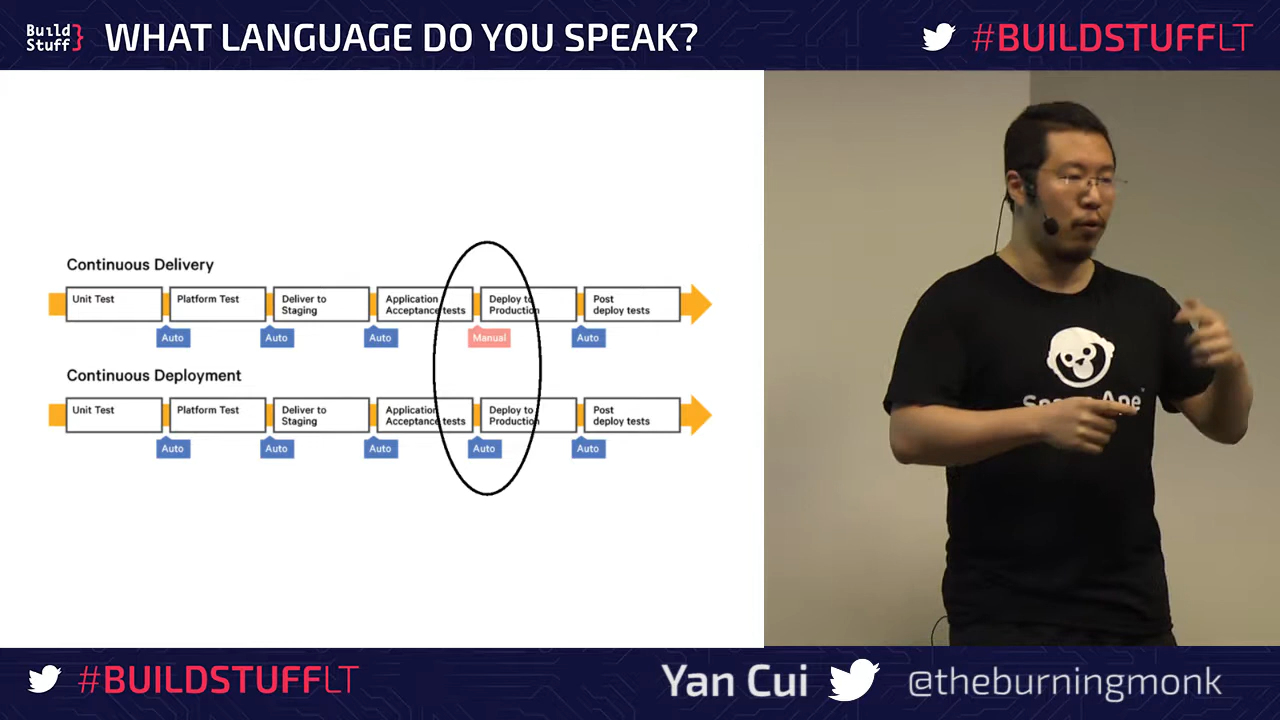 Build
Stuff}
WHAT LANGUAGE DO YOU SPEAK?
#BUILDSTUFFLT
Continuous Delivery
Unit Test
Platform Test
Deliver to
Staging
Application
Acceptance tests
Deploy to
Production
Post
deploy tests
Auto
Auto
Auto
Manual
Auto
Continuous Deployment
Unit Test
Platform Test
Deliver to
Staging
Application
Acceptance tests
Deploy to
Production
Post
deploy tests
Auto
Auto
Auto
Auto
Auto
#BUILDSTUFFLT
Yan Cui
@theburningmonk